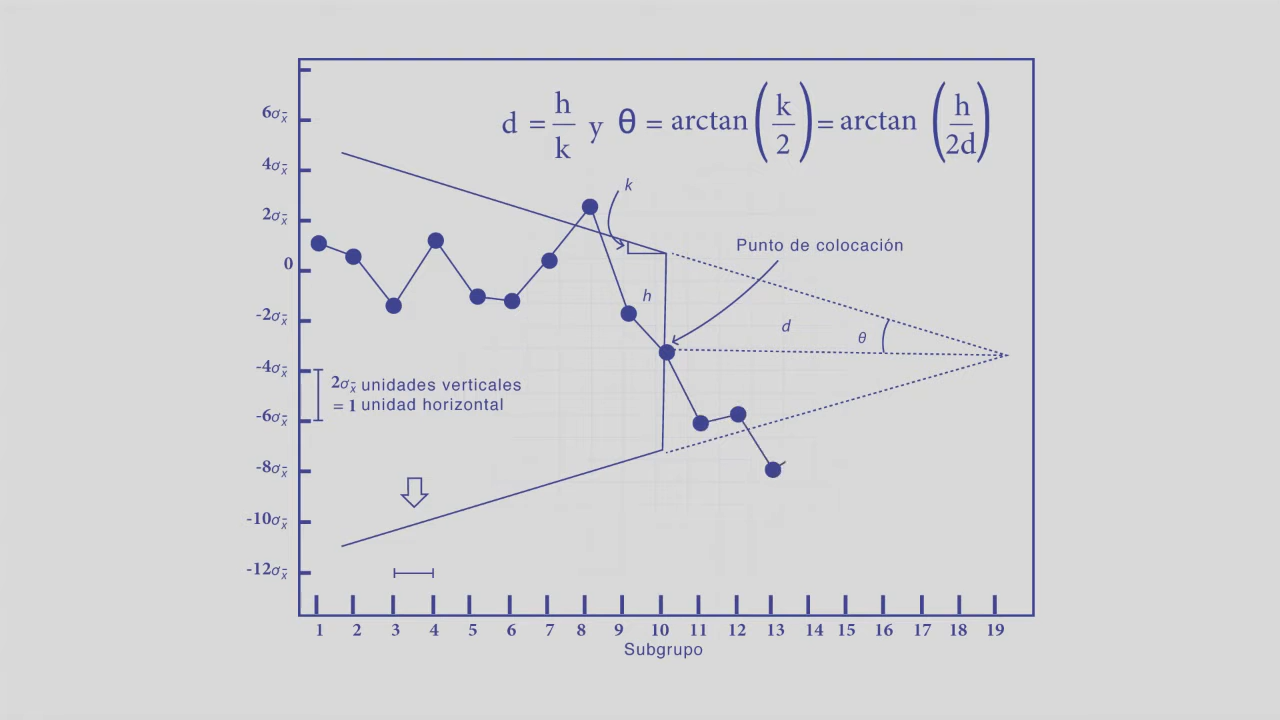 d = h/k y θ = arctan (k/2) = arctan (h/2d)
6σx̄
4σx̄
2σx̄
0
-2σx̄
-4σx̄
-6σx̄
-8σx̄
-10σx̄
-12σx̄
k
Punto de colocación
h
d
θ
2σx̄ unidades verticales
= 1 unidad horizontal
1 2 3 4 5 6 7 8 9 10 11 12 13 14 15 16 17 18 19
Subgrupo